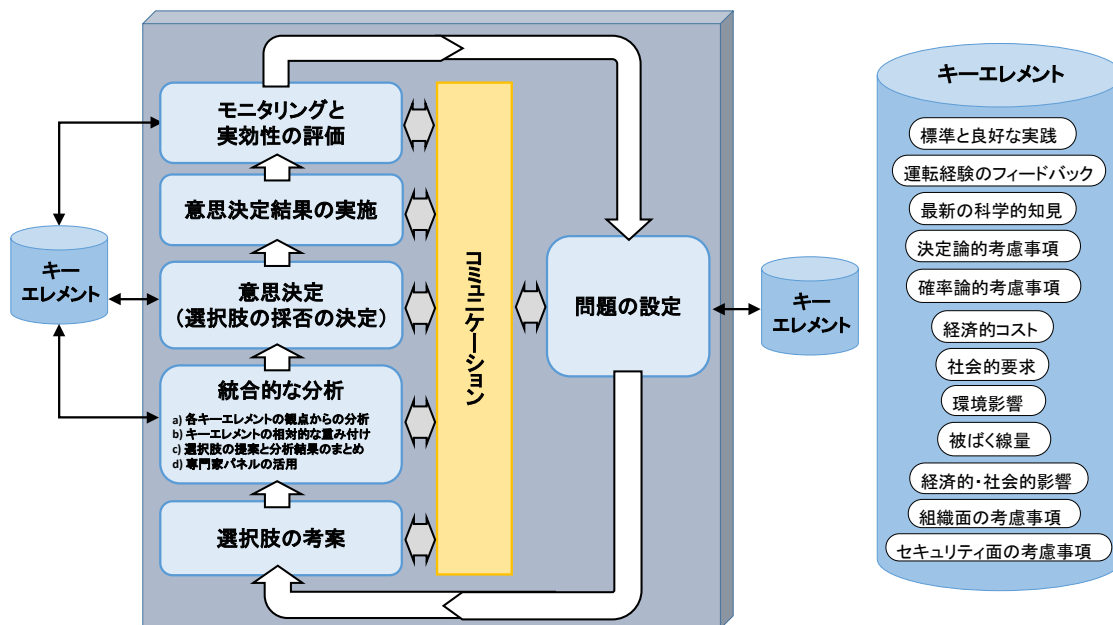 モニタリングと
実効性の評価
意思決定結果の実施
意思決定
（選択肢の採否の決定）
統合的な分析
a) 各キーエレメントの観点からの分析
b) キーエレメントの相対的な重み付け
c) 選択肢の提案と分析結果のまとめ
d) 専門家パネルの活用
選択肢の考案
キー
エレメント
コミュニケーション
問題の設定
キー
エレメント
キーエレメント
標準と良好な実践
運転経験のフィードバック
最新の科学的知見
決定論的考慮事項
確率論的考慮事項
経済的コスト
社会的要求
環境影響
被ばく線量
経済的・社会的影響
組織面の考慮事項
セキュリティ面の考慮事項